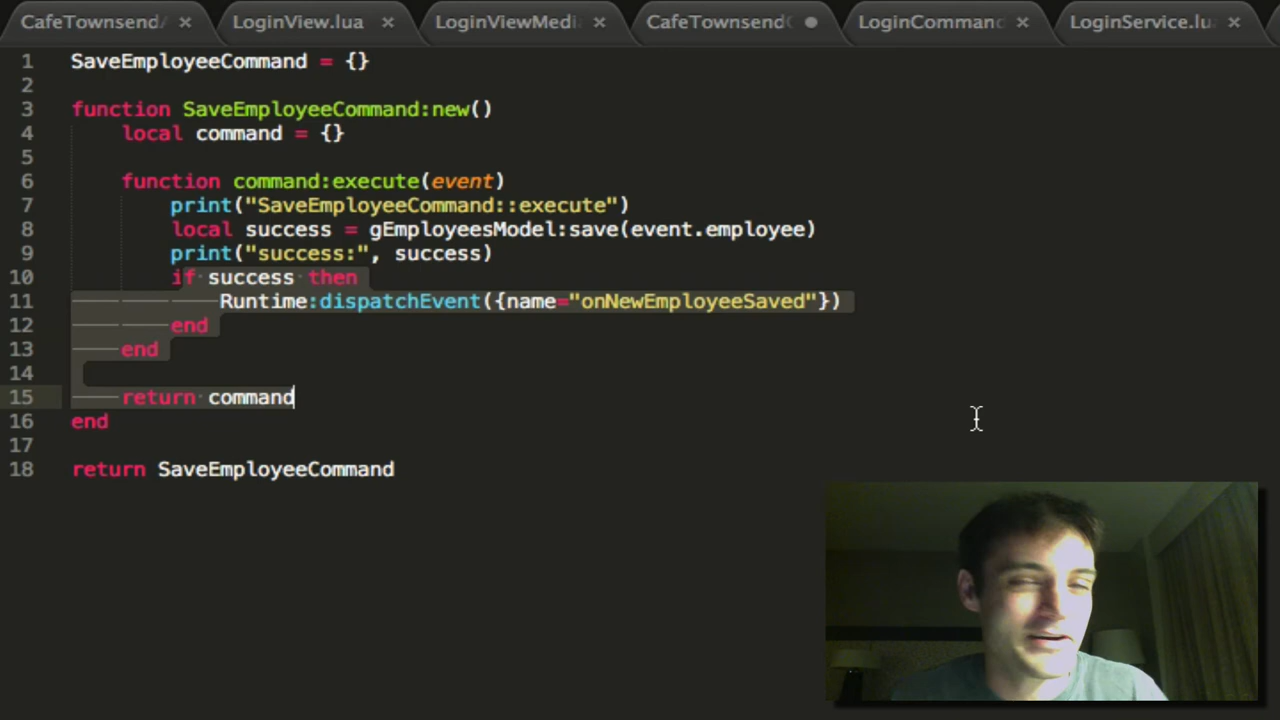 CafeTownsend
LoginView.lua
LoginViewMedi
CafeTownsend
LoginComman
LoginService.lu
1 SaveEmployeeCommand = {}
2
3 function SaveEmployeeCommand:new()
4 local command = {}
5
6 function command:execute(event)
7 print("SaveEmployeeCommand::execute")
8 local success = gEmployeesModel:save(event.employee)
9 print("success:", success)
10 if success then
11 Runtime:dispatchEvent({name="onNewEmployeeSaved"})
12 end
13 end
14
15 return command
16 end
17
18 return SaveEmployeeCommand